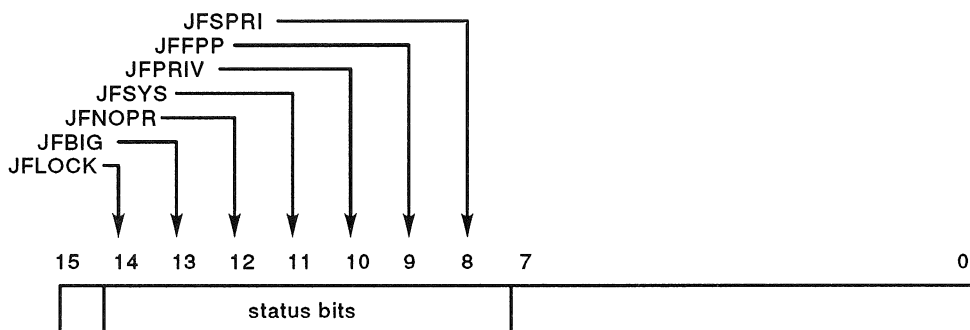 JFSPRI
JFFPP
JFPRIV
JFSYS
JFNOPR
JFBIG
JFLOCK
15 14 13 12 11 10 9 8 7 0
status bits